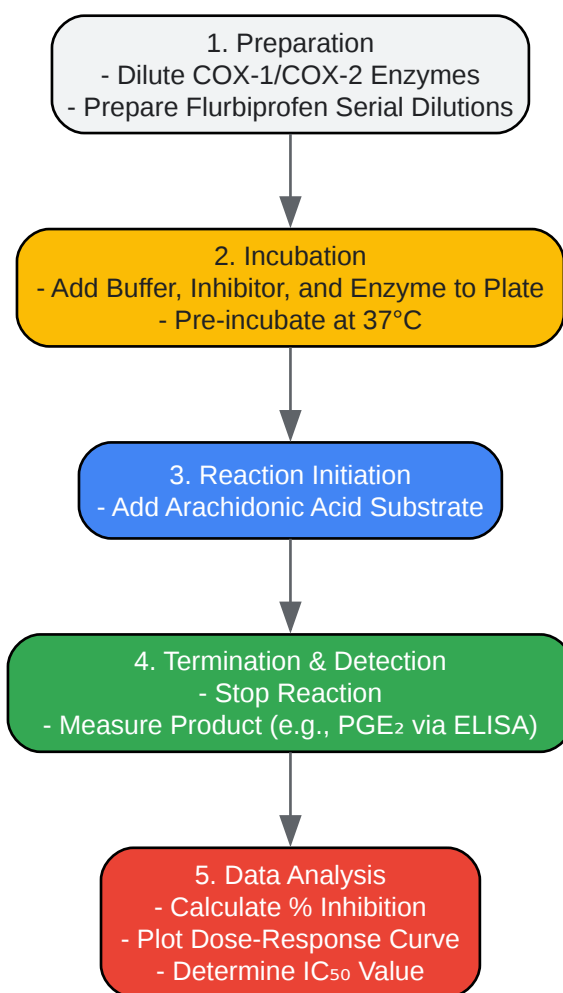 1. Preparation
- Dilute COX-1/COX-2 Enzymes
- Prepare Flurbiprofen Serial Dilutions
2. Incubation
- Add Buffer, Inhibitor, and Enzyme to Plate
- Pre-incubate at 37°C
3. Reaction Initiation
- Add Arachidonic Acid Substrate
4. Termination & Detection
- Stop Reaction
- Measure Product (e.g., PGE₂ via ELISA)
5. Data Analysis
- Calculate % Inhibition
- Plot Dose-Response Curve
- Determine IC₅₀ Value